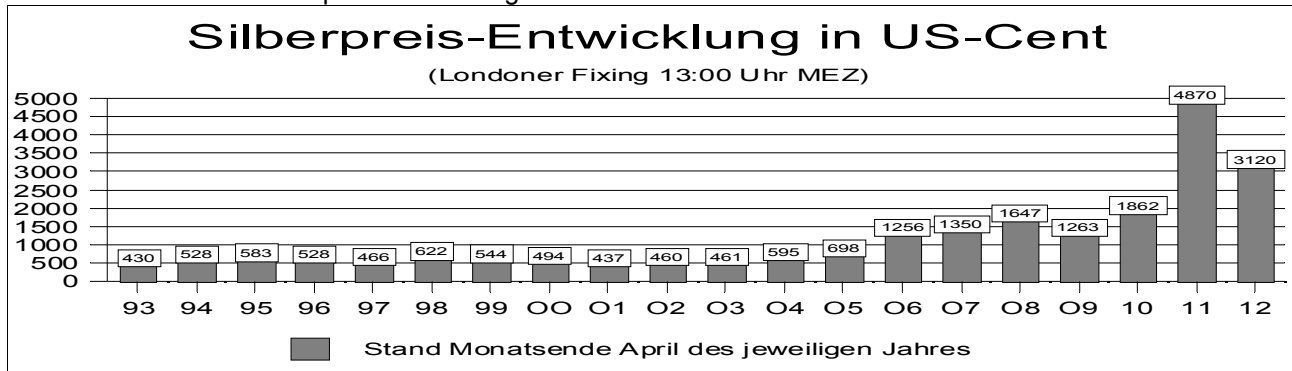 Silberpreis-Entwicklung in US-Cent
(Londoner Fixing 13:00 Uhr MEZ)
5000
4500
4000
3500
3000
2500
2000
1500
1000
500
0
430 528 583 528 466 622 544 494 437 460 461 595 698 1256 1350 1647 1263 1862 4870 3120
93 94 95 96 97 98 99 OO O1 O2 O3 O4 O5 O6 O7 O8 O9 10 11 12
Stand Monatsende April des jeweiligen Jahres